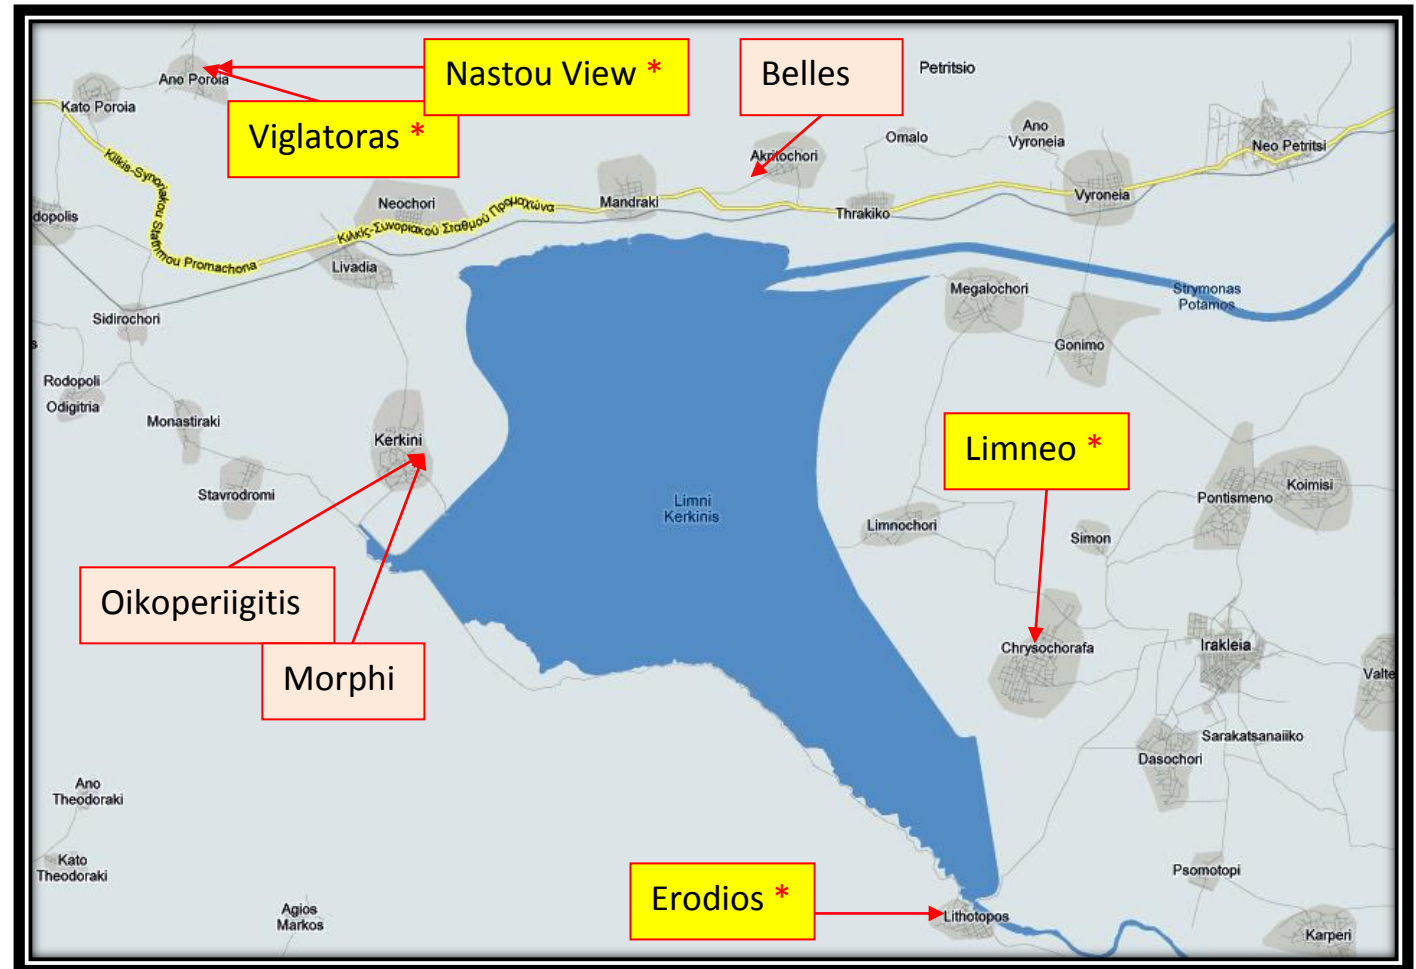 Nastou View *
Belles
Petritsio
Ano Poroia
Kato Poroia
Viglatoras *
Ano
Vyroneia
Omalo
Neo Petritsi
Akritochori
Kilkis-Synoriakou Stathmou Promachona
Neochori
Mandraki
Vyroneia
Thrakiko
dopolis
Κιλκίς-Συνοριακού Σταθμού Προμαχώνα
Livadia
Megalochori
Strymonas
Potamos
Sidirochori
Gonimo
s
Rodopoli
Odigitria
Monastiraki
Kerkini
Limneo *
Stavrodromi
Limni
Kerkinis
Koimisi
Pontismeno
Limnochori
Simon
Oikoperiigitis
Morphi
Chrysochorafa
Irakleia
Valte
Sarakatsanaiiko
Dasochori
Ano
Theodoraki
Kato
Theodoraki
Psomotopi
Erodios *
Agios
Markos
Lithotopos
Karperi